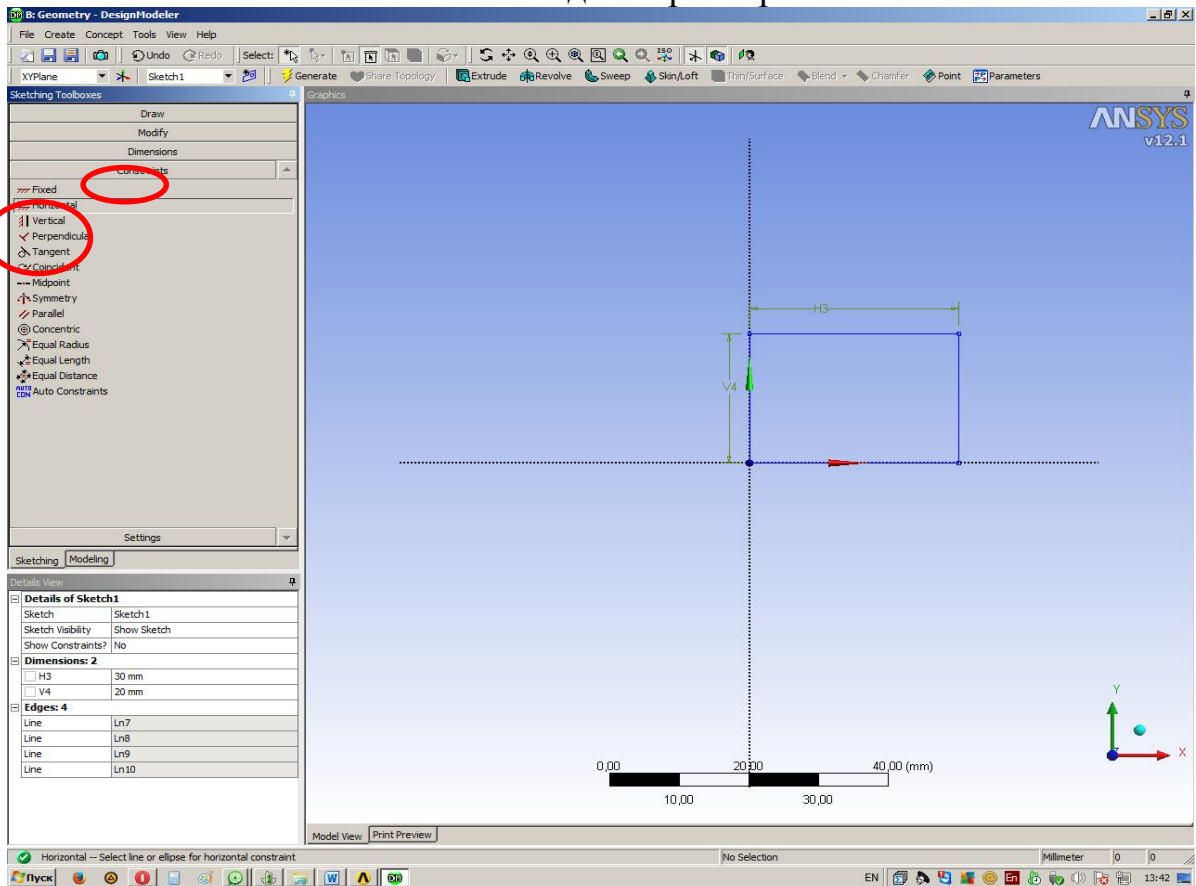 B: Geometry - DesignModeler
File Create Concept Tools View Help
Undo Redo Select: ISO
XYPlane Sketch1 Generate Share Topology Extrude Revolve Sweep Skin/Loft Thin/Surface Blend Chamfer Point Parameters
Sketching Toolboxes
Draw
Modify
Dimensions
Constraints
Fixed
Horizontal
Vertical
Perpendicular
Tangent
Coincident
Midpoint
Symmetry
Parallel
Concentric
Equal Radius
Equal Length
Equal Distance
AUTO CON Auto Constraints
Settings
Sketching Modeling
Details View
Details of Sketch1
Sketch Sketch1
Sketch Visibility Show Sketch
Show Constraints? No
Dimensions: 2
H3 30 mm
V4 20 mm
Edges: 4
Line Ln7
Line Ln8
Line Ln9
Line Ln10
Graphics
ANSYS
v12.1
H3
V4
Y
X
0,00 20,00 40,00 (mm)
10,00 30,00
Model View Print Preview
Horizontal -- Select line or ellipse for horizontal constraint No Selection Millimeter 0 0
Пуск EN 13:42